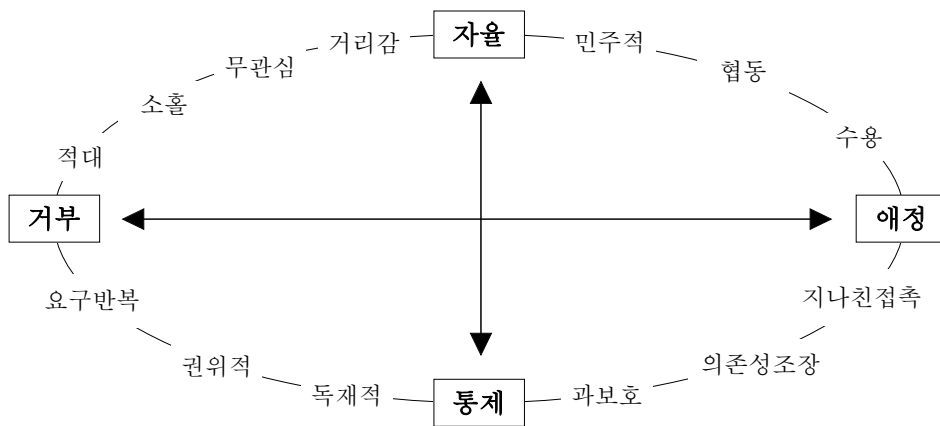 자율
거리감
민주적
무관심
협동
소홀
수용
적대
거부
애정
요구반복
지나친접촉
권위적
의존성조장
독재적
통제
과보호